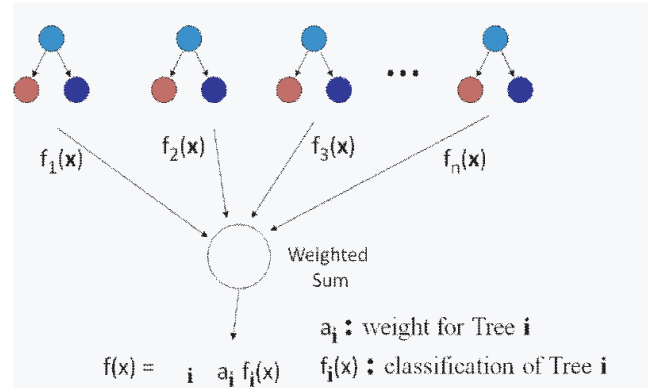 ...
f₁(x) f₂(x) f₃(x) fₙ(x)
Weighted
Sum
aᵢ : weight for Tree i
f(x) = ᵢ aᵢ fᵢ(x)
fᵢ(x) : classification of Tree i